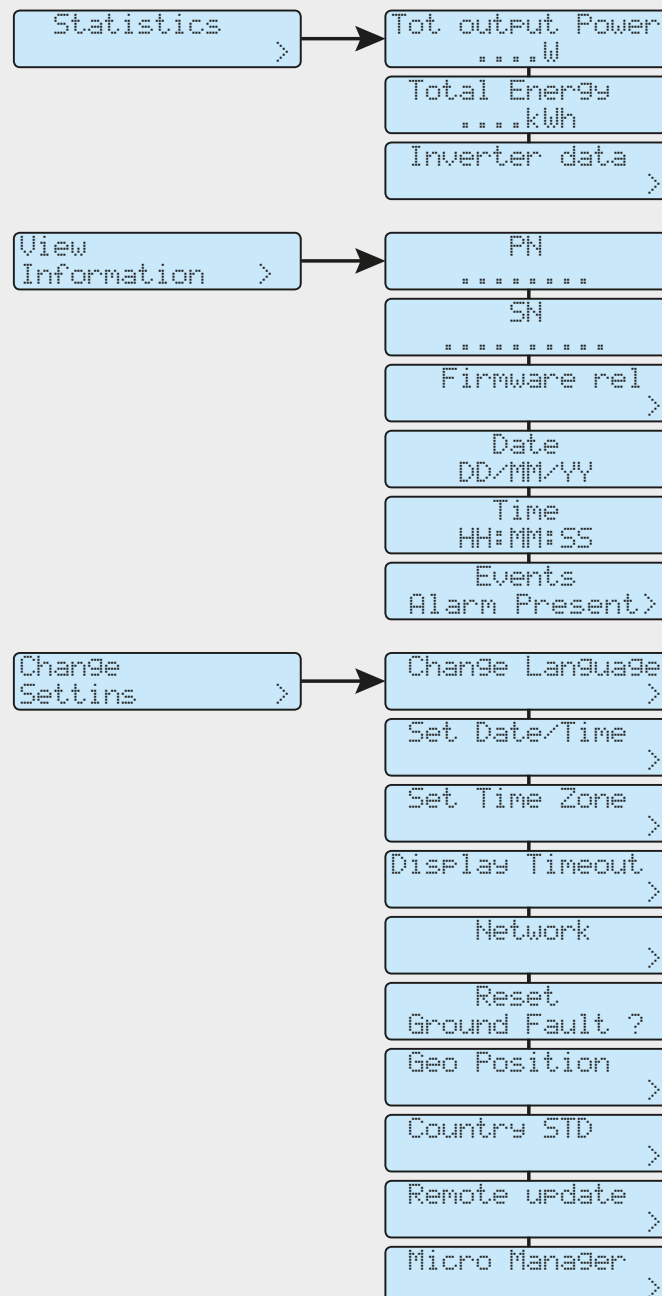 Statistics
>
Tot output Power
....W
Total Energy
....kWh
Inverter data
>
View
Information >
PN
........
SN
..........
Firmware rel
>
Date
DD/MM/YY
Time
HH:MM:SS
Events
Alarm Present>
Change
Settins >
Change Language
>
Set Date/Time
>
Set Time Zone
>
Display Timeout
>
Network
>
Reset
Ground Fault ?
Geo Position
>
Country STD
>
Remote update
>
Micro Manager
>